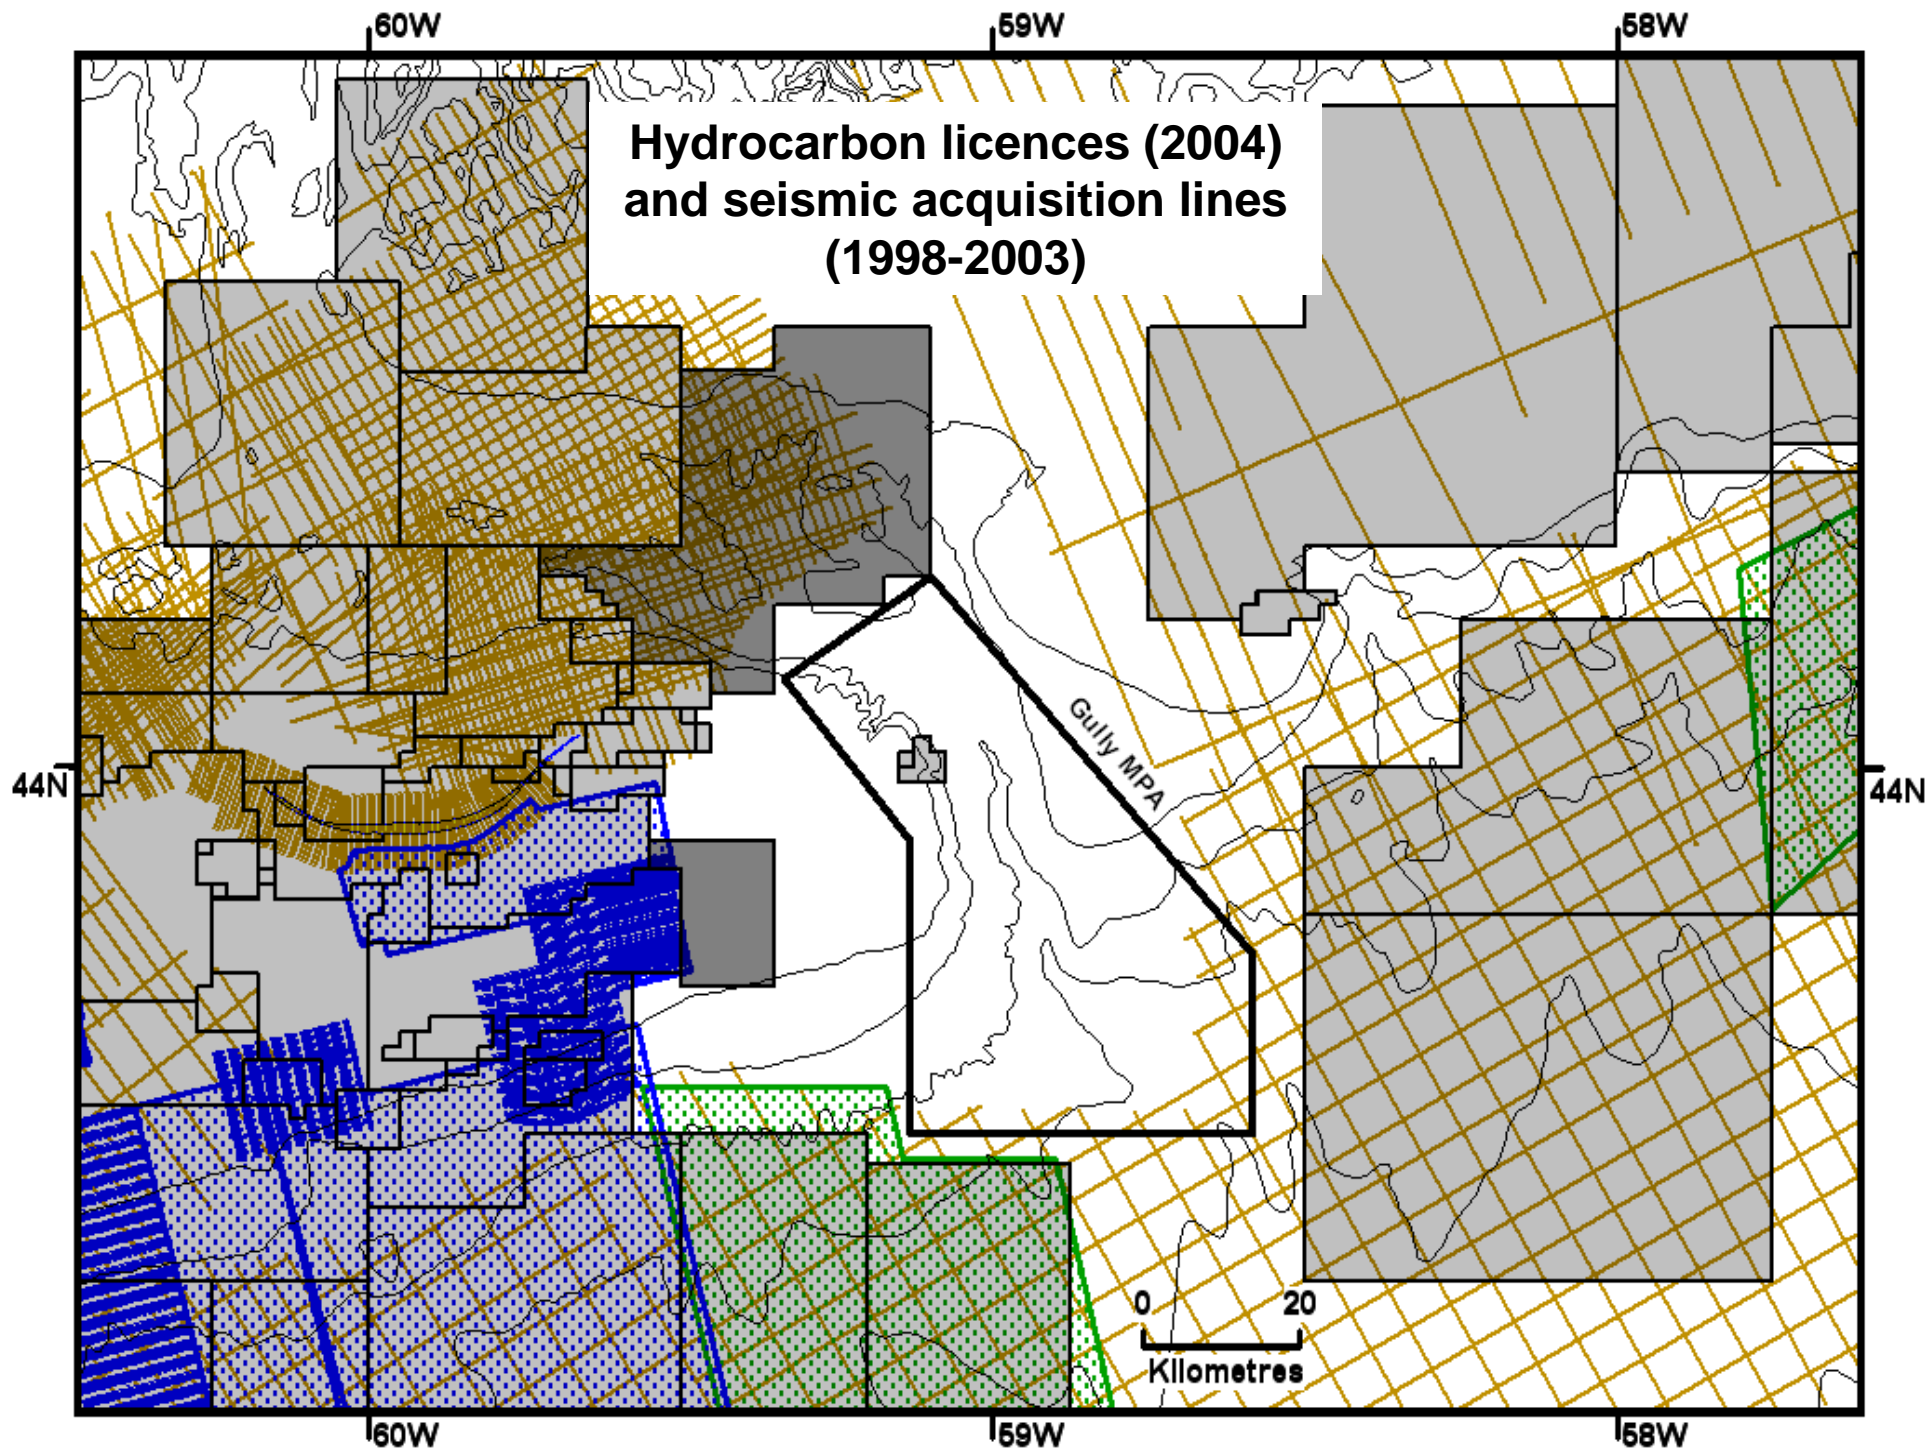 60W
59W
58W
Hydrocarbon licences (2004)
and seismic acquisition lines
(1998-2003)
Gully MPA
44N
44N
0 20
Kilometres
60W
59W
58W